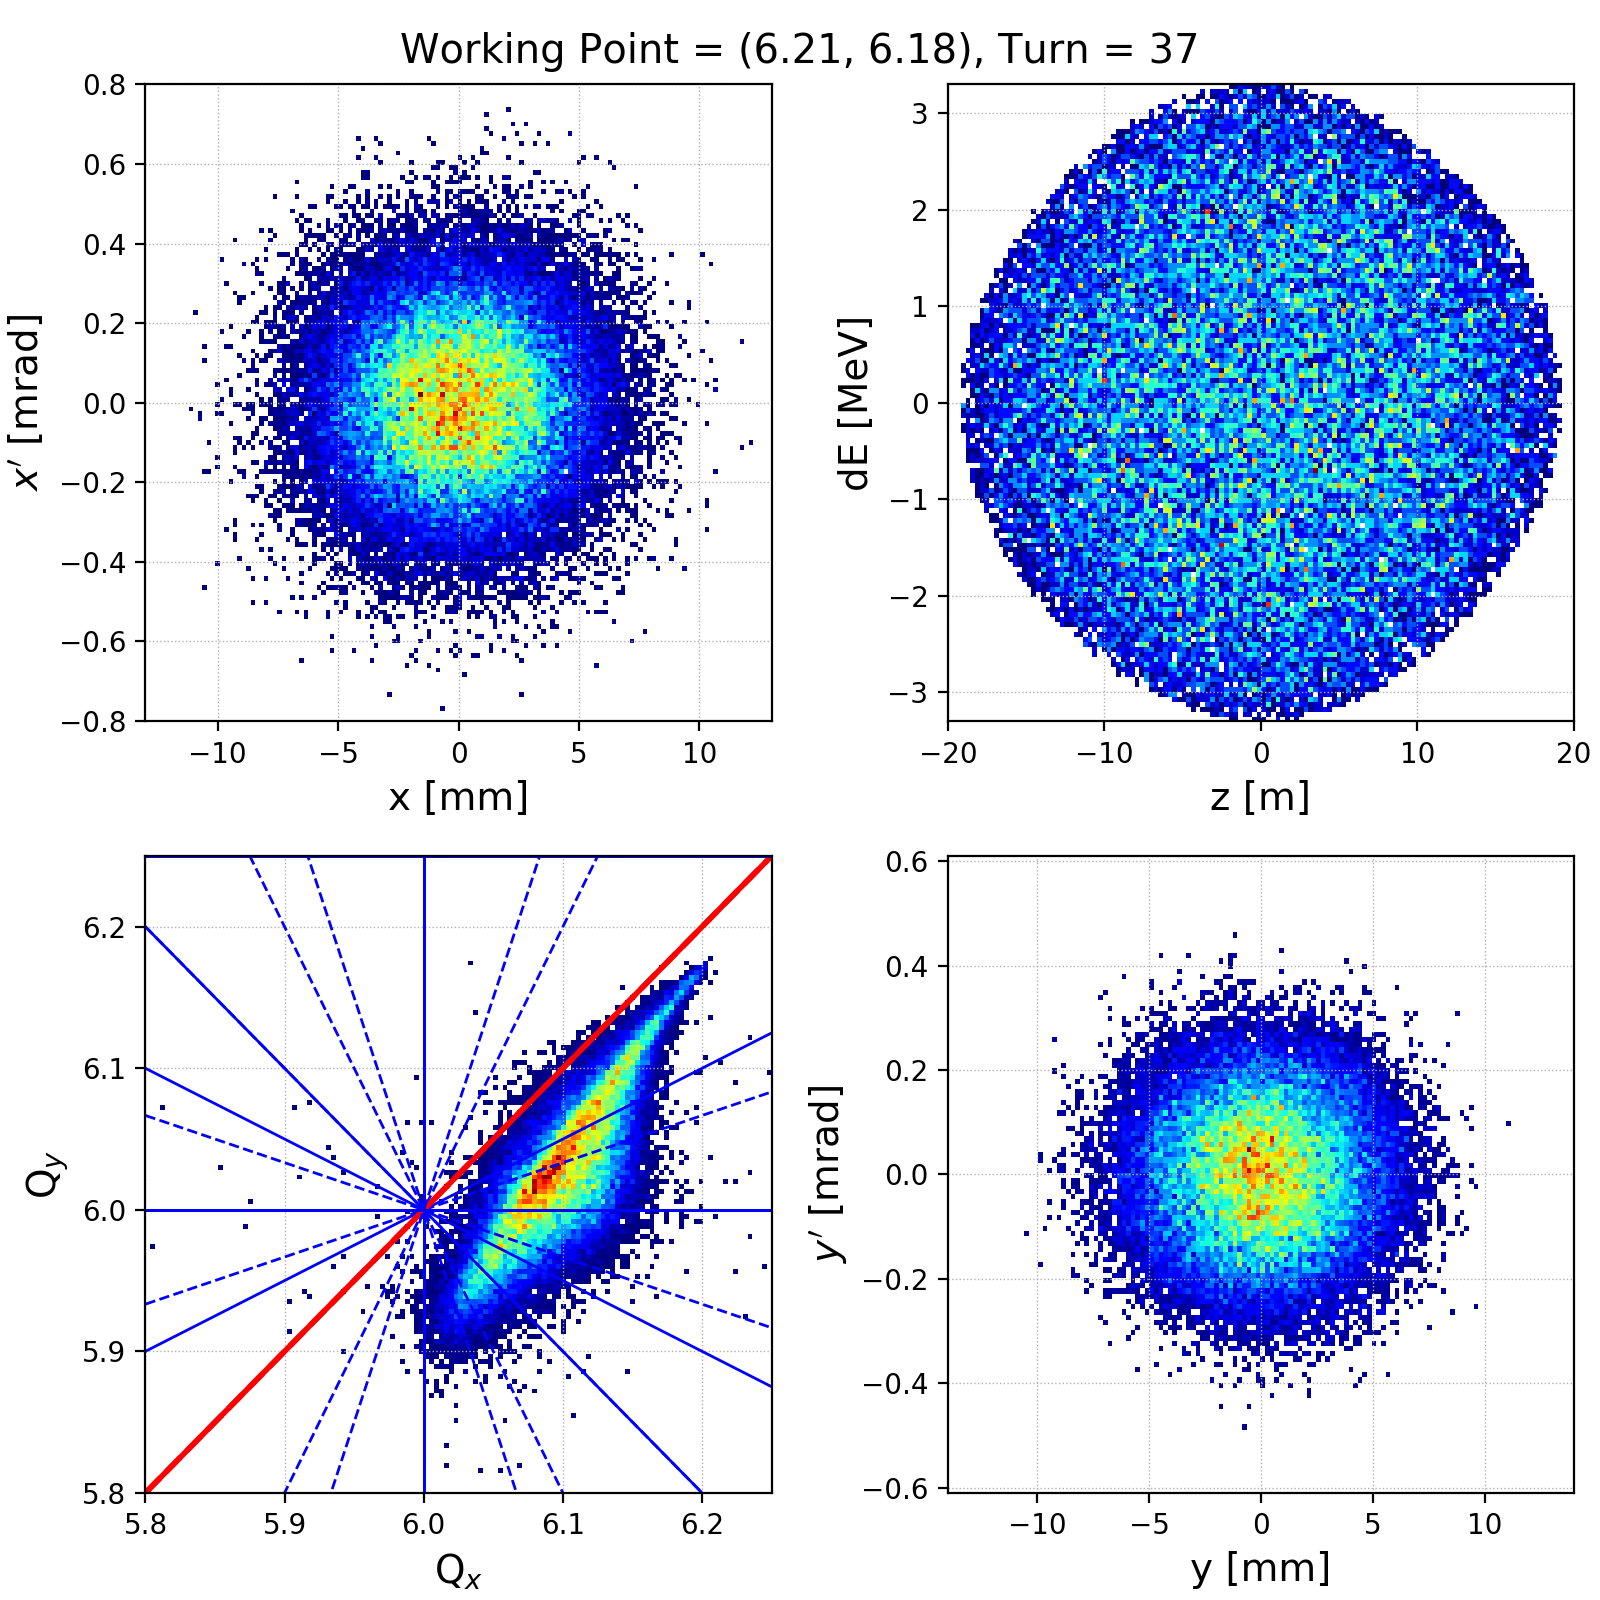 Working Point = (6.21, 6.18), Turn = 37
0.8
0.6
0.4
0.2
0.0
−0.2
−0.4
−0.6
−0.8
x′ [mrad]
−10 −5 0 5 10
x [mm]
3
2
1
0
−1
−2
−3
dE [MeV]
−20 −10 0 10 20
z [m]
6.2
6.1
6.0
5.9
5.8
Qy
5.8 5.9 6.0 6.1 6.2
Qx
0.6
0.4
0.2
0.0
−0.2
−0.4
−0.6
y′ [mrad]
−10 −5 0 5 10
y [mm]